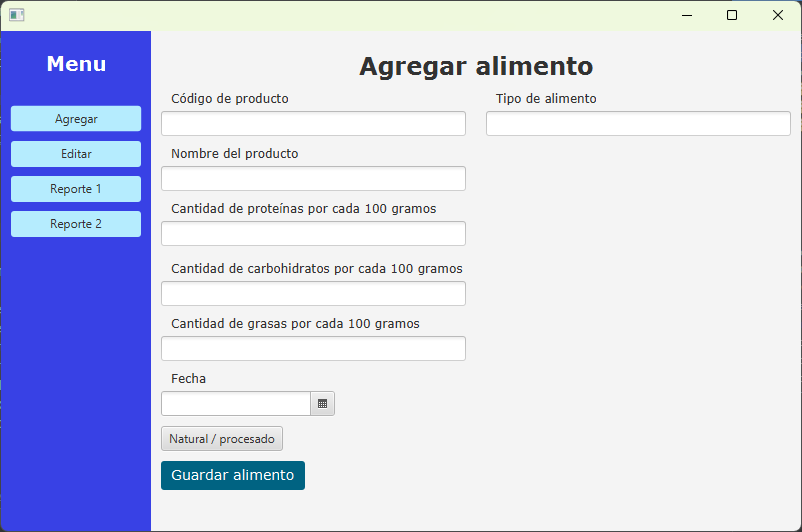 Menu
Agregar
Editar
Reporte 1
Reporte 2
Agregar alimento
Código de producto
Tipo de alimento
Nombre del producto
Cantidad de proteínas por cada 100 gramos
Cantidad de carbohidratos por cada 100 gramos
Cantidad de grasas por cada 100 gramos
Fecha
Natural / procesado
Guardar alimento